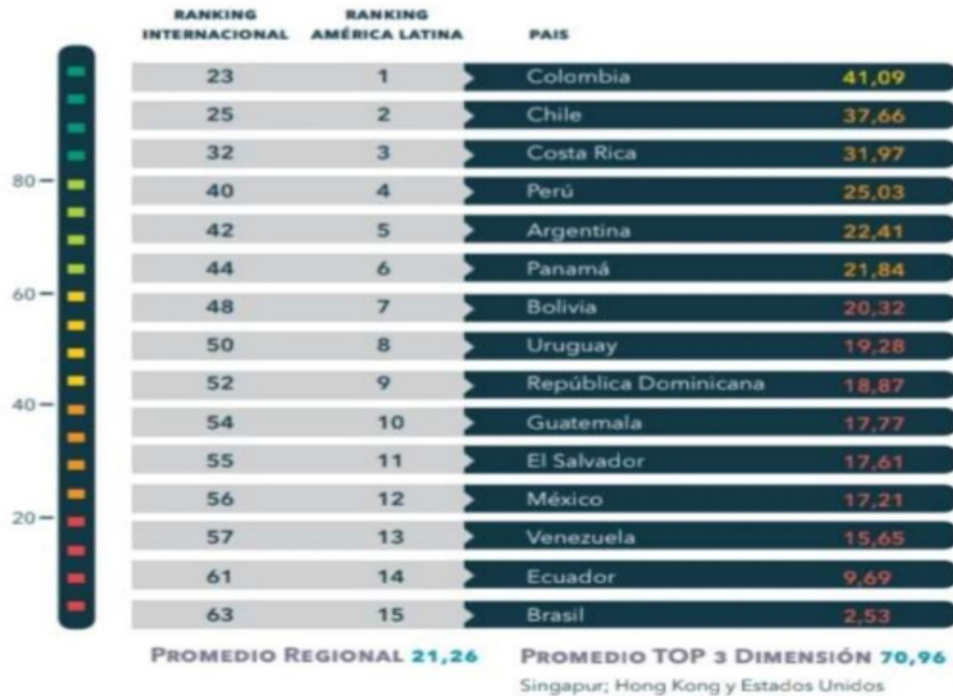 RANKING INTERNACIONAL RANKING AMÉRICA LATINA PAIS
23 1 Colombia 41,09
25 2 Chile 37,66
32 3 Costa Rica 31,97
80 40 4 Perú 25,03
42 5 Argentina 22,41
44 6 Panamá 21,84
60 48 7 Bolivia 20,32
50 8 Uruguay 19,28
52 9 República Dominicana 18,87
40 54 10 Guatemala 17,77
55 11 El Salvador 17,61
56 12 México 17,21
20 57 13 Venezuela 15,65
61 14 Ecuador 9,69
63 15 Brasil 2,53
PROMEDIO REGIONAL 21,26 PROMEDIO TOP 3 DIMENSIÓN 70,96
Singapur; Hong Kong y Estados Unidos